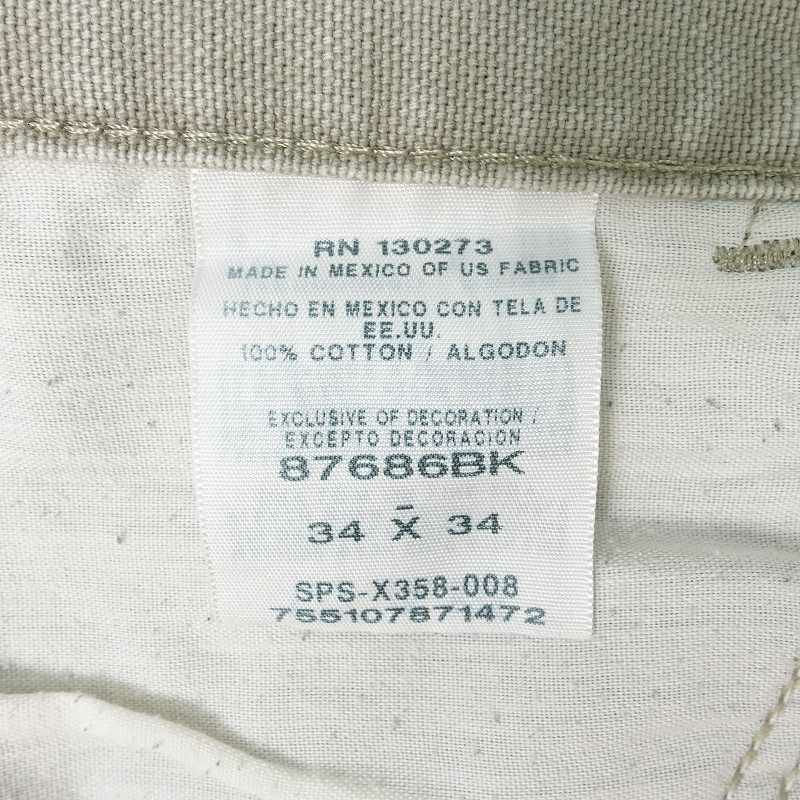 RN 130273
MADE IN MEXICO OF US FABRIC
HECHO EN MEXICO CON TELA DE
EE.UU.
100% COTTON / ALGODON
EXCLUSIVE OF DECORATION /
EXCEPTO DECORACION
87686BK
34 X 34
SPS-X358-008
755107871472